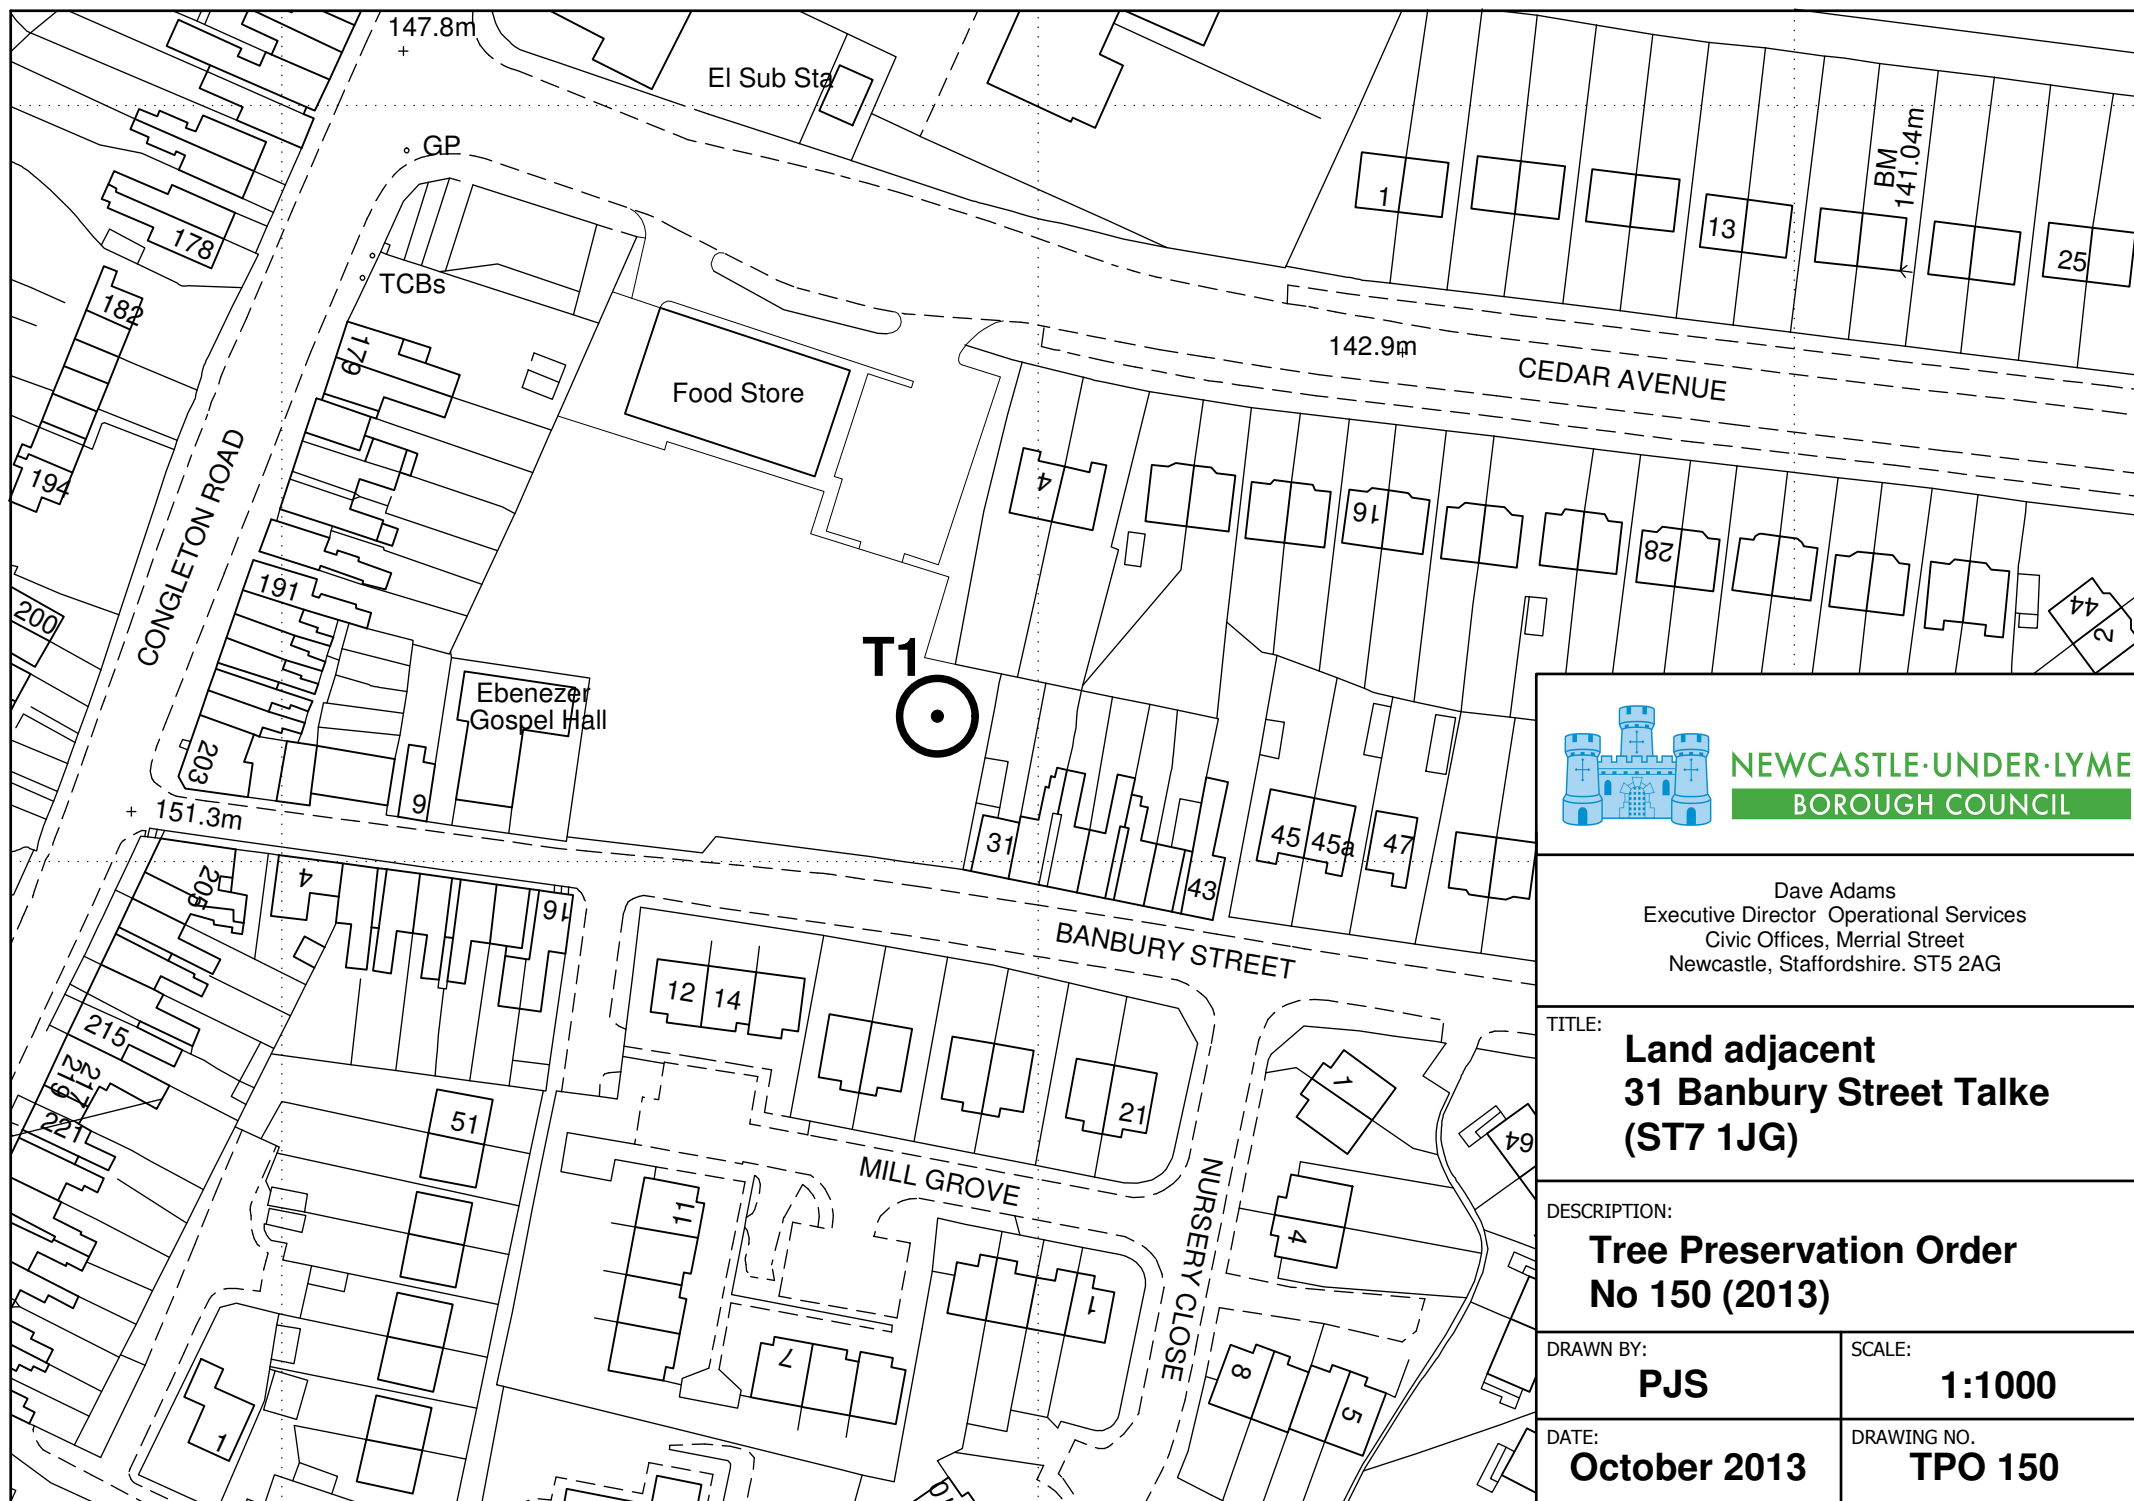 147.8m
El Sub Sta
GP
BM
141.04m
1
13
25
178
TCBs
182
179
142.9m
CEDAR AVENUE
Food Store
194
4
16
28
CONGLETON ROAD
191
200
44
2
T1
Ebenezer
Gospel Hall
203
9
151.3m
31
43
45
45a
47
205
4
16
BANBURY STREET
12
14
215
217
219
221
51
21
1
64
MILL GROVE
NURSERY CLOSE
11
4
1
7
8
5
1
NEWCASTLE·UNDER·LYME
BOROUGH COUNCIL
Dave Adams
Executive Director Operational Services
Civic Offices, Merrial Street
Newcastle, Staffordshire. ST5 2AG
TITLE:
Land adjacent
31 Banbury Street Talke
(ST7 1JG)
DESCRIPTION:
Tree Preservation Order
No 150 (2013)
DRAWN BY:
PJS
SCALE:
1:1000
DATE:
October 2013
DRAWING NO.
TPO 150